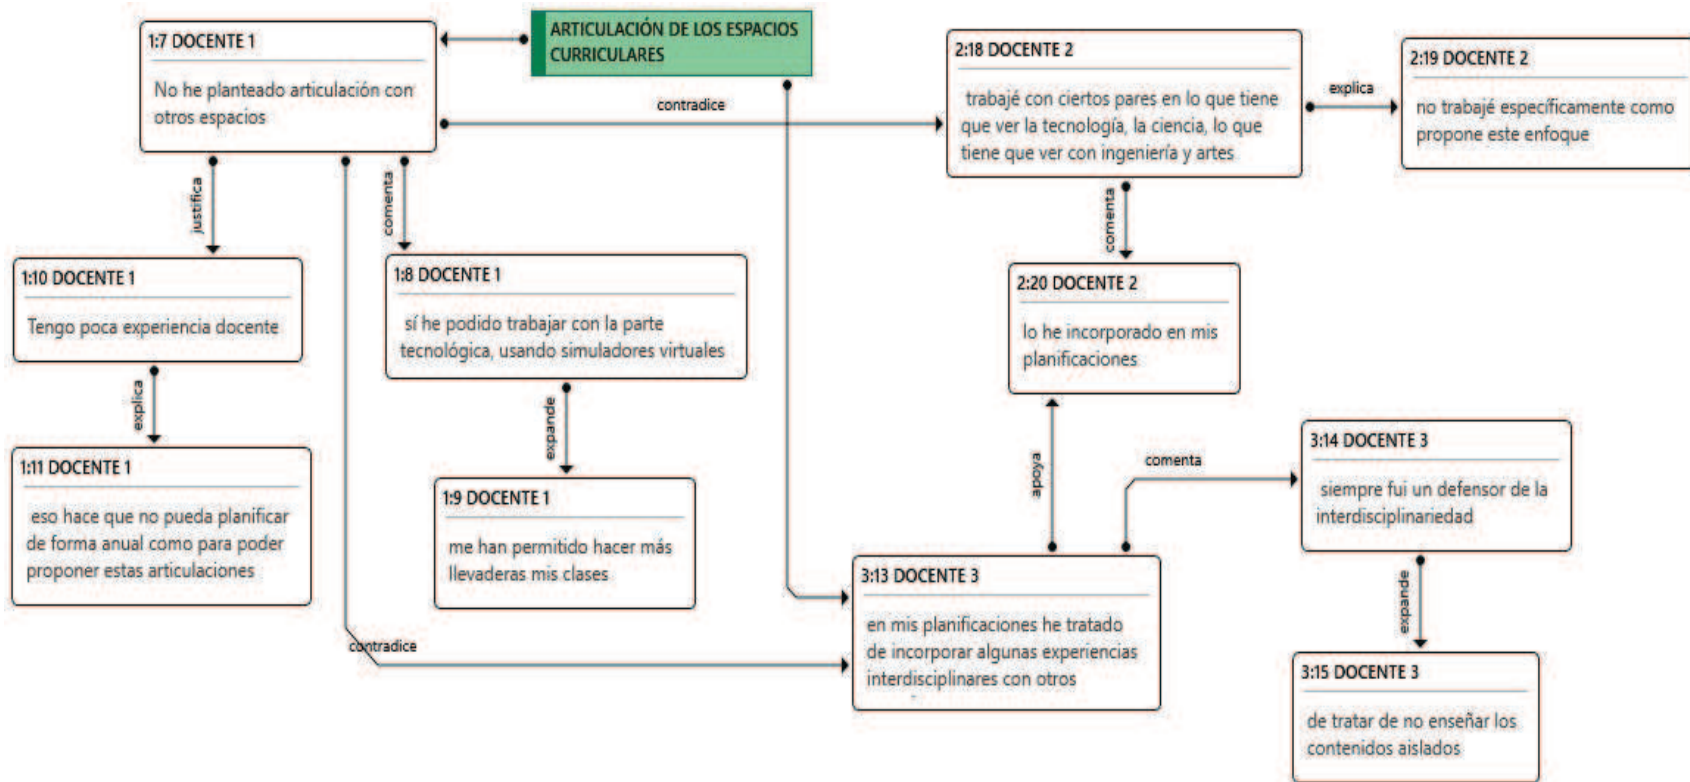 ARTICULACIÓN DE LOS ESPACIOS
CURRICULARES
1:7 DOCENTE 1
No he planteado articulación con
otros espacios
contradice
2:18 DOCENTE 2
trabajé con ciertos pares en lo que tiene
que ver la tecnología, la ciencia, lo que
tiene que ver con ingeniería y artes
explica
2:19 DOCENTE 2
no trabajé específicamente como
propone este enfoque
justifica
comenta
comenta
1:10 DOCENTE 1
Tengo poca experiencia docente
1:8 DOCENTE 1
sí he podido trabajar con la parte
tecnológica, usando simuladores virtuales
2:20 DOCENTE 2
lo he incorporado en mis
planificaciones
explica
expande
apoya
1:11 DOCENTE 1
eso hace que no pueda planificar
de forma anual como para poder
proponer estas articulaciones
1:9 DOCENTE 1
me han permitido hacer más
llevaderas mis clases
comenta
3:14 DOCENTE 3
siempre fui un defensor de la
interdisciplinariedad
contradice
3:13 DOCENTE 3
en mis planificaciones he tratado
de incorporar algunas experiencias
interdisciplinares con otros
expande
3:15 DOCENTE 3
de tratar de no enseñar los
contenidos aislados